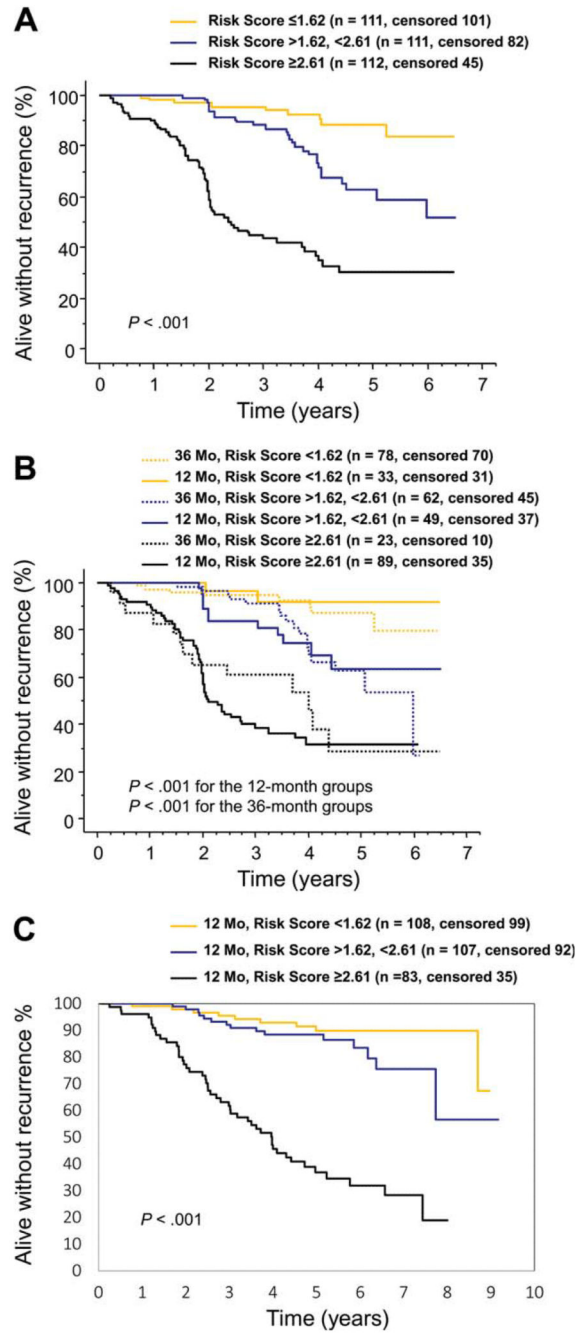 A
Risk Score ≤1.62 (n = 111, censored 101)
Risk Score >1.62, <2.61 (n = 111, censored 82)
Risk Score ≥2.61 (n = 112, censored 45)
Alive without recurrence (%)
100
80
60
40
20
0
P < .001
0 1 2 3 4 5 6 7
Time (years)
B
36 Mo, Risk Score <1.62 (n = 78, censored 70)
12 Mo, Risk Score <1.62 (n = 33, censored 31)
36 Mo, Risk Score >1.62, <2.61 (n = 62, censored 45)
12 Mo, Risk Score >1.62, <2.61 (n = 49, censored 37)
36 Mo, Risk Score ≥2.61 (n = 23, censored 10)
12 Mo, Risk Score ≥2.61 (n = 89, censored 35)
Alive without recurrence (%)
100
80
60
40
20
0
P < .001 for the 12-month groups
P < .001 for the 36-month groups
0 1 2 3 4 5 6 7
Time (years)
C
12 Mo, Risk Score <1.62 (n = 108, censored 99)
12 Mo, Risk Score >1.62, <2.61 (n = 107, censored 92)
12 Mo, Risk Score ≥2.61 (n =83, censored 35)
Alive without recurrence %
100
90
80
70
60
50
40
30
20
10
0
P < .001
0 1 2 3 4 5 6 7 8 9 10
Time (years)